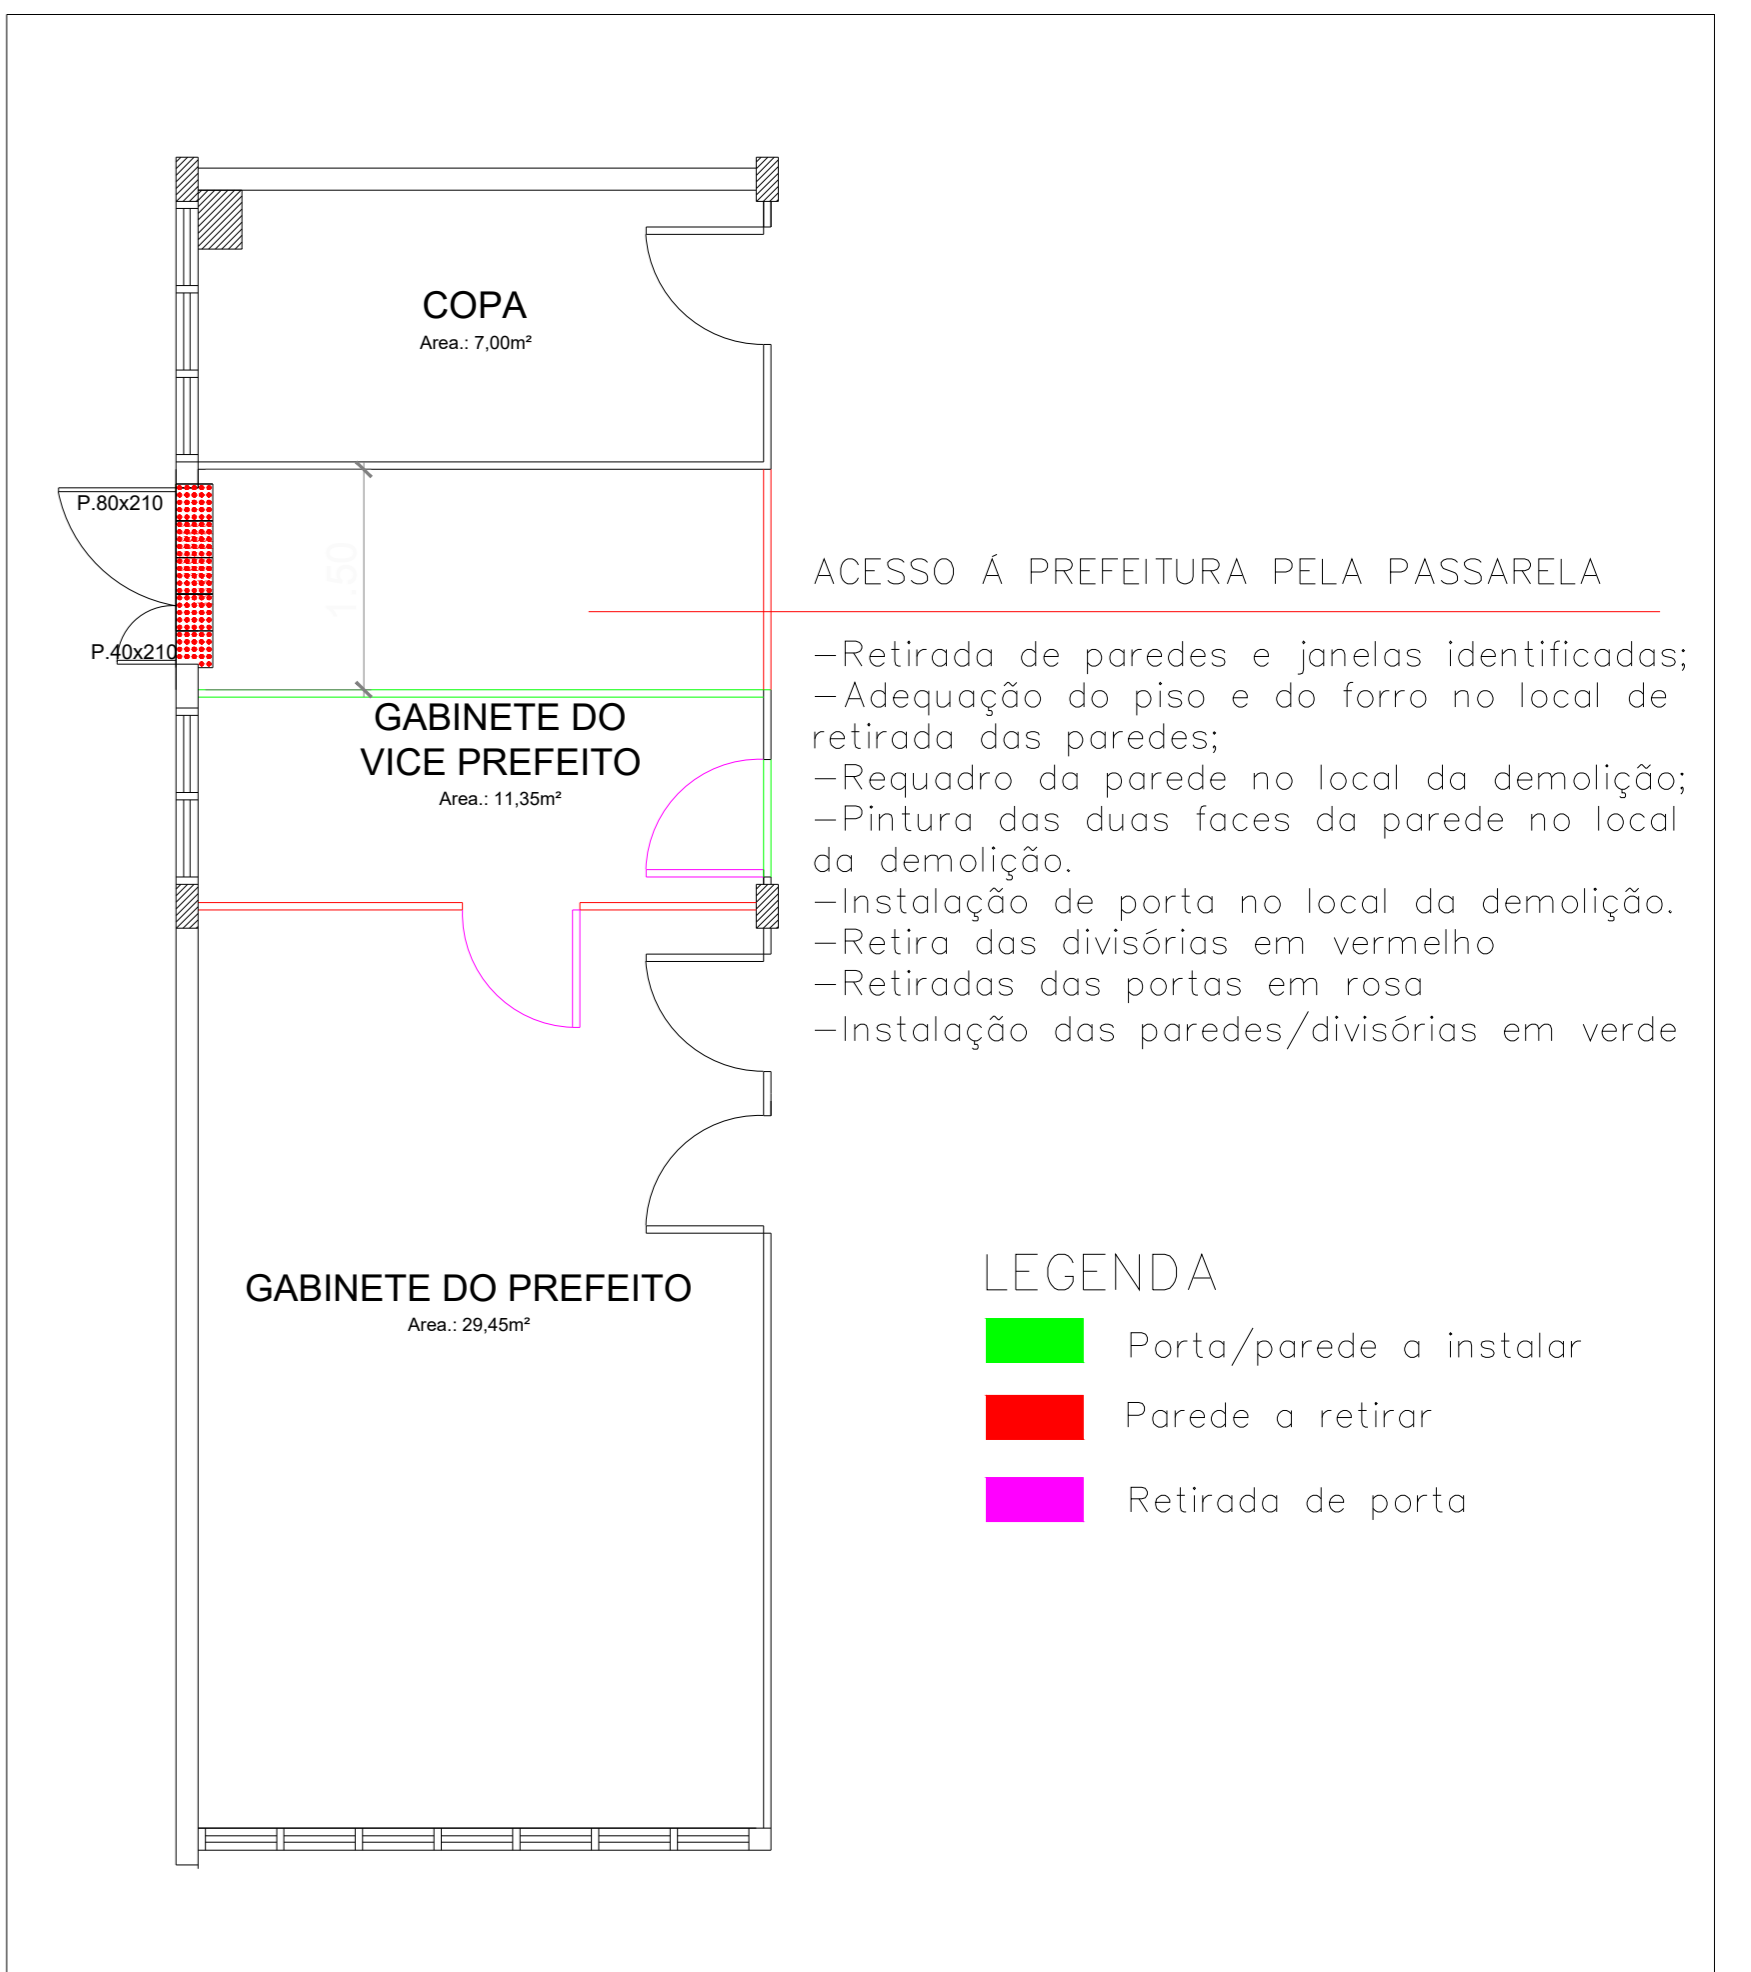 COPA
Area.: 7,00m²
P.80x210
1.50
P.40x210
GABINETE DO
VICE PREFEITO
Area.: 11,35m²
ACESSO Á PREFEITURA PELA PASSARELA
-Retirada de paredes e janelas identificadas;
-Adequação do piso e do forro no local de
retirada das paredes;
-Requadro da parede no local da demolição;
-Pintura das duas faces da parede no local
da demolição.
-Instalação de porta no local da demolição.
-Retira das divisórias em vermelho
-Retiradas das portas em rosa
-Instalação das paredes/divisórias em verde
GABINETE DO PREFEITO
Area.: 29,45m²
LEGENDA
Porta/parede a instalar
Parede a retirar
Retirada de porta